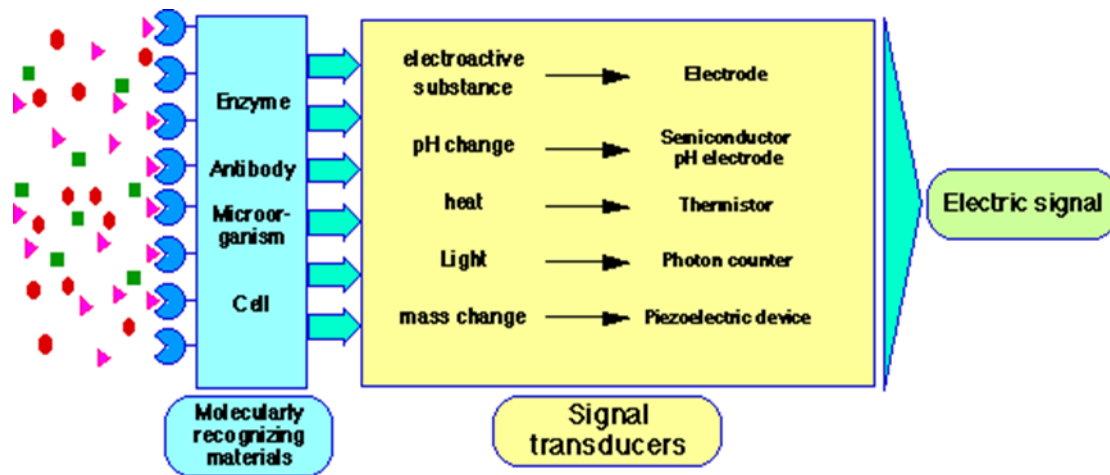 Enzyme
Antibody
Microor-
ganism
Cell
Molecularly
recognizing
materials
electroactive
substance
Electrode
pH change
Semiconductor
pH electrode
heat
Thermistor
Light
Photon counter
mass change
Piezoelectric device
Signal
transducers
Electric signal